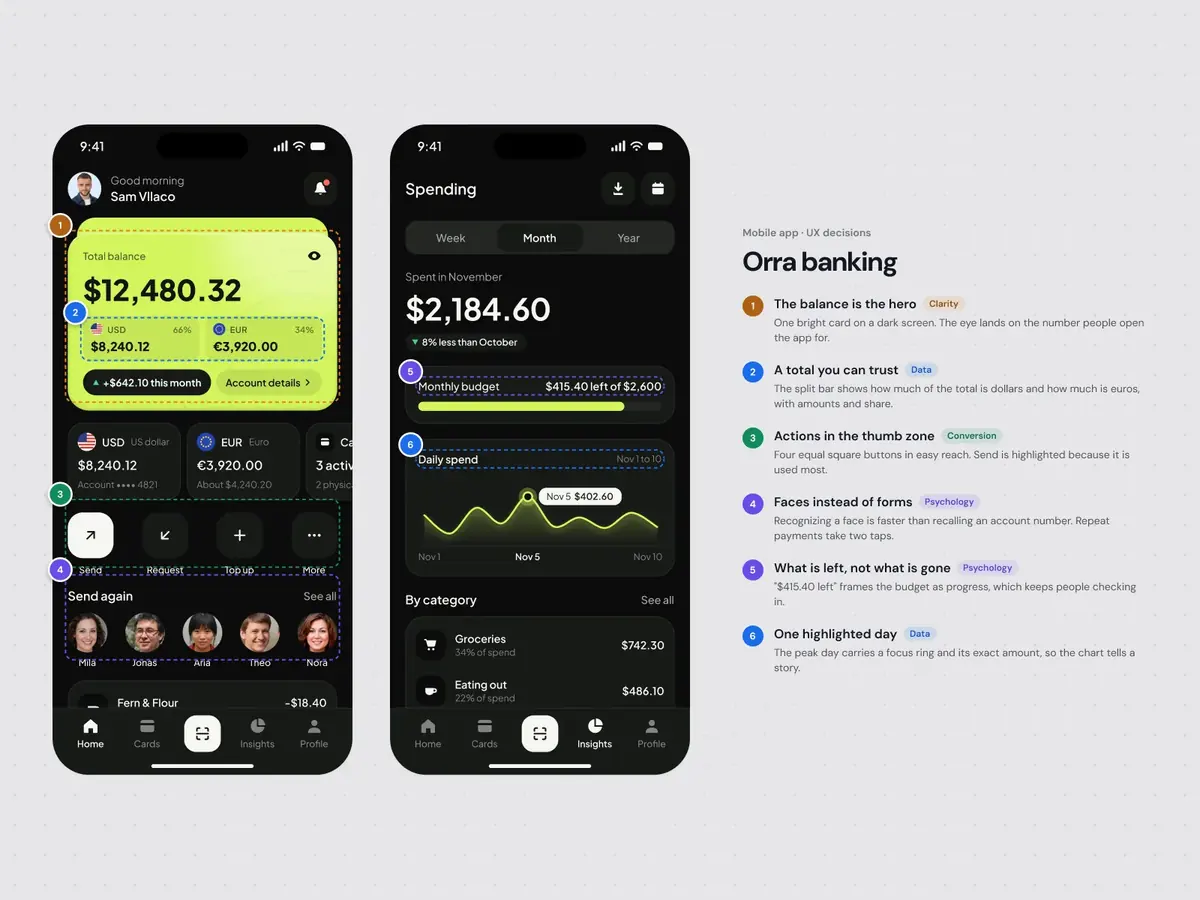 9:41
Good morning
Sam Vllaco
1
Total balance
$12,480.32
2
USD 66%
$8,240.12
EUR 34%
€3,920.00
+$642.10 this month
Account details
USD US dollar
$8,240.12
Account •••• 4821
EUR Euro
€3,920.00
About $4,240.20
Ca
3 activ
2 physic
3
Send
Request
Top up
More
4
Send again
See all
Mila
Jonas
Aria
Theo
Nora
Fern & Flour
-$18.40
Home
Cards
Insights
Profile
9:41
Spending
Week
Month
Year
Spent in November
$2,184.60
8% less than October
5
Monthly budget
$415.40 left of $2,600
6
Daily spend
Nov 1 to 10
Nov 5 $402.60
Nov 1
Nov 5
Nov 10
By category
See all
Groceries
34% of spend
$742.30
Eating out
22% of spend
$486.10
Home
Cards
Insights
Profile
Mobile app · UX decisions
Orra banking
1 The balance is the hero Clarity
One bright card on a dark screen. The eye lands on the number people open
the app for.
2 A total you can trust Data
The split bar shows how much of the total is dollars and how much is euros,
with amounts and share.
3 Actions in the thumb zone Conversion
Four equal square buttons in easy reach. Send is highlighted because it is
used most.
4 Faces instead of forms Psychology
Recognizing a face is faster than recalling an account number. Repeat
payments take two taps.
5 What is left, not what is gone Psychology
"$415.40 left" frames the budget as progress, which keeps people checking
in.
6 One highlighted day Data
The peak day carries a focus ring and its exact amount, so the chart tells a
story.